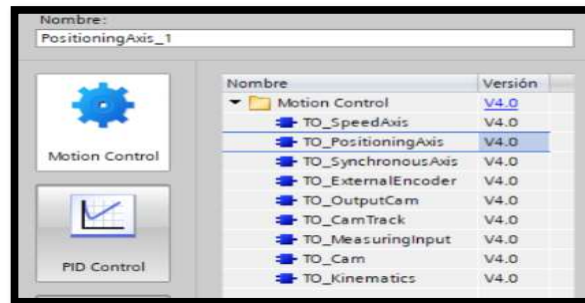 Nombre:
PositioningAxis_1
Nombre Versión
Motion Control V4.0
TO_SpeedAxis V4.0
TO_PositioningAxis V4.0
TO_SynchronousAxis V4.0
TO_ExternalEncoder V4.0
TO_OutputCam V4.0
TO_CamTrack V4.0
TO_MeasuringInput V4.0
TO_Cam V4.0
TO_Kinematics V4.0
Motion Control
PID Control